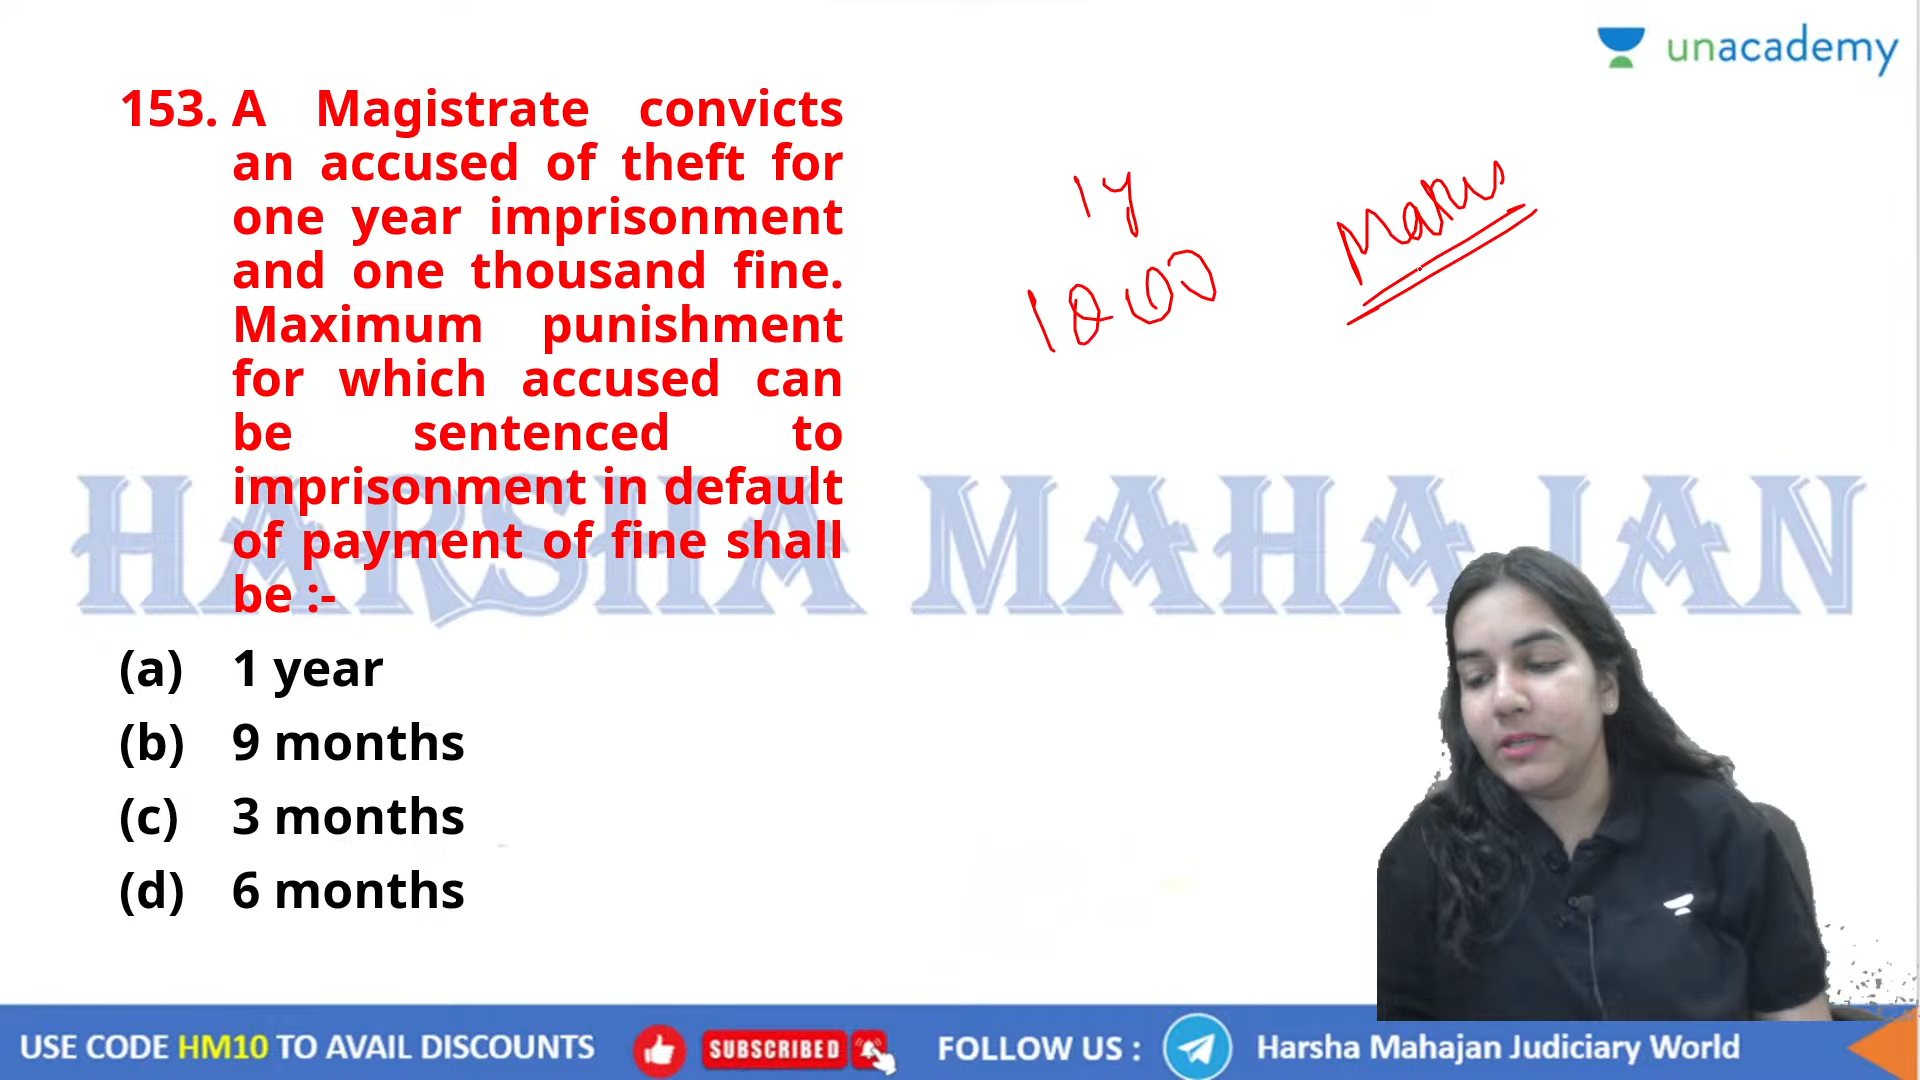 unacademy
153. A Magistrate convicts
an accused of theft for
one year imprisonment
and one thousand fine.
Maximum punishment
for which accused can
be sentenced to
imprisonment in default
of payment of fine shall
be :-
(a) 1 year
(b) 9 months
(c) 3 months
(d) 6 months
1y
1000
HARSHA MAHAJAN
USE CODE HM10 TO AVAIL DISCOUNTS
SUBSCRIBED
FOLLOW US :
Harsha Mahajan Judiciary World